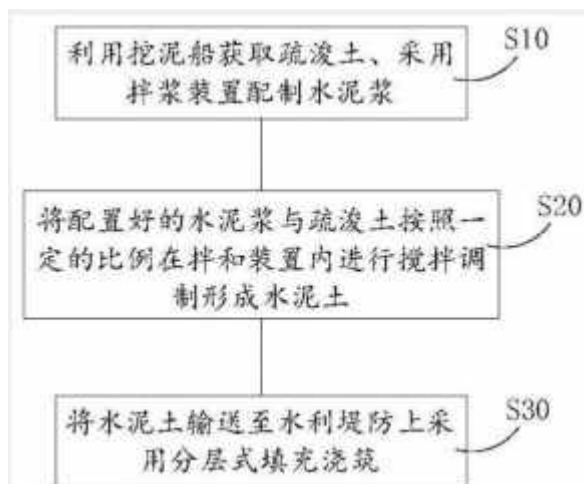 利用挖泥船获取疏浚土、采用
拌浆装置配制水泥浆
S10
将配置好的水泥浆与疏浚土按照一
定的比例在拌和装置内进行搅拌调
制形成水泥土
S20
将水泥土输送至水利堤防上采
用分层式填充浇筑
S30